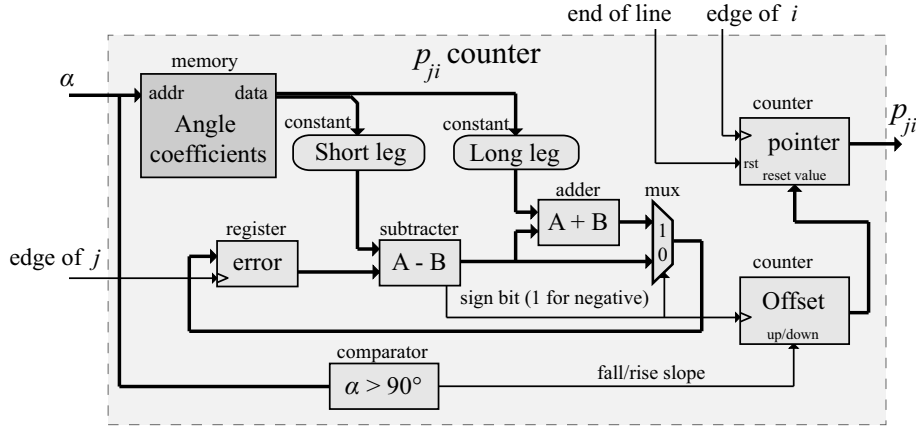 end of line
edge of i
p_ji counter
memory
α
addr
data
Angle
coefficients
constant
Short leg
constant
Long leg
counter
pointer
rst
reset value
p_ji
adder
A + B
mux
1
0
register
error
edge of j
subtracter
A - B
sign bit (1 for negative)
counter
Offset
up/down
comparator
α > 90°
fall/rise slope